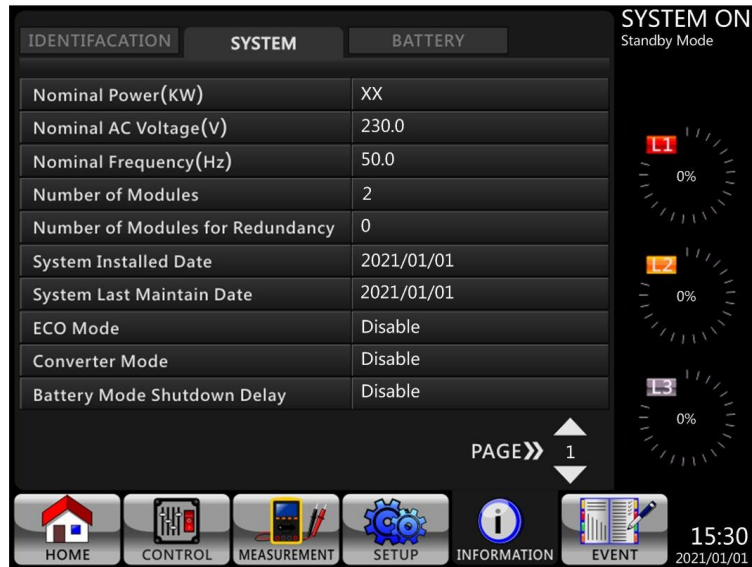 IDENTIFACATION SYSTEM BATTERY
SYSTEM ON
Standby Mode
Nominal Power(KW) XX
Nominal AC Voltage(V) 230.0
Nominal Frequency(Hz) 50.0
Number of Modules 2
Number of Modules for Redundancy 0
System Installed Date 2021/01/01
System Last Maintain Date 2021/01/01
ECO Mode Disable
Converter Mode Disable
Battery Mode Shutdown Delay Disable
PAGE» 1
L1
0%
L2
0%
L3
0%
HOME CONTROL MEASUREMENT SETUP INFORMATION EVENT
15:30
2021/01/01